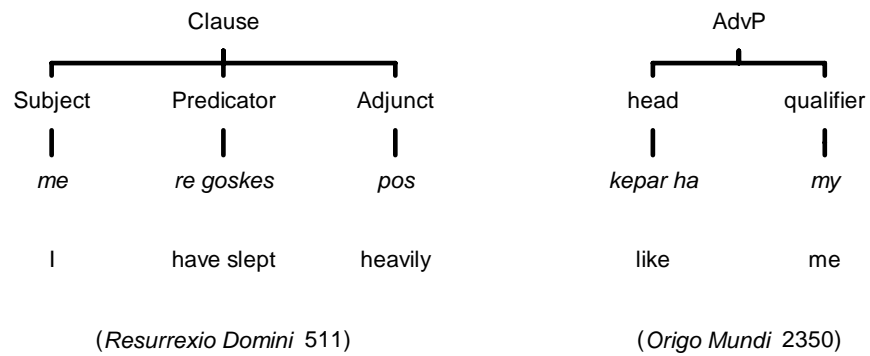 Clause AdvP
Subject Predicator Adjunct head qualifier
me re goskes pos kepar ha my
I have slept heavily like me
(Resurrexio Domini 511) (Origo Mundi 2350)